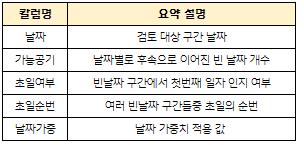 칼럼명 요약 설명
날짜 검토 대상 구간 날짜
가능공기 날짜별로 후속으로 이어진 빈 날짜 개수
초일여부 빈날짜 구간에서 첫번째 일자 인지 여부
초일순번 여러 빈날짜 구간들중 초일의 순번
날짜가중 날짜 가중치 적용 값